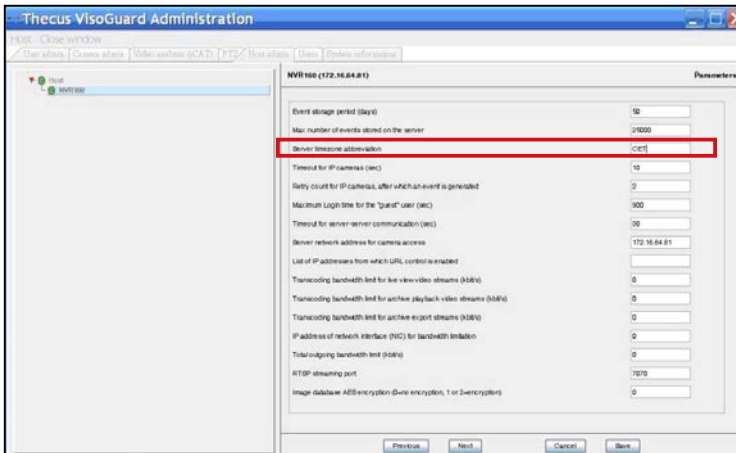 Thecus VisoGuard Administration
Host Close window
User admin Camera admin Video analysis (iCAT) PTZ Host admin Users System information
Host
NVR160
NVR160 (172.16.64.81) Parameters
Event storage period (days) 50
Max number of events stored on the server 25000
Server timezone abbreviation CET
Timeout for IP cameras (sec) 10
Retry count for IP cameras, after which an event is generated 2
Maximum Login time for the "guest" user (sec) 900
Timeout for server-server communication (sec) 30
Server network address for camera access 172.16.64.81
List of IP addresses from which URL control is enabled
Transcoding bandwidth limit for live view video streams (kbit/s) 0
Transcoding bandwidth limit for archive playback video streams (kbit/s) 0
Transcoding bandwidth limit for archive export streams (kbit/s) 0
IP address of network interface (NIC) for bandwidth limitation 0
Total outgoing bandwidth limit (kbit/s) 0
RTSP streaming port 7070
Image database AES encryption (0=no encryption, 1 or 2=encryption) 0
Previous Next Cancel Save